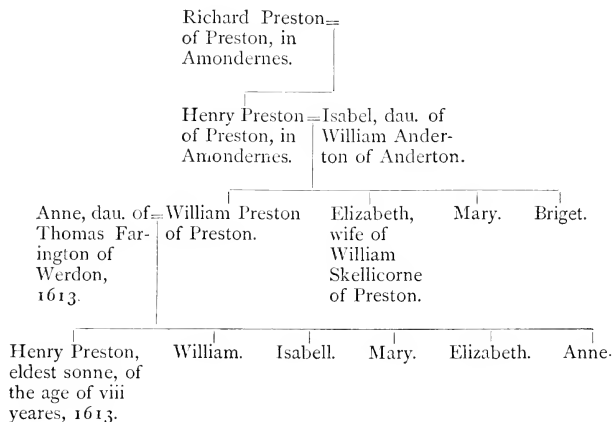 Richard Preston=
of Preston, in
Amondernes.
Henry Preston=Isabel, dau. of
of Preston, in William Ander-
Amondernes. ton of Anderton.
Anne, dau. of=William Preston Elizabeth, Mary. Briget.
Thomas Far- of Preston. wife of
ington of William
Werdon, Skellicorne
1613. of Preston.
Henry Preston, William. Isabell. Mary. Elizabeth. Anne.
eldest sonne, of
the age of viii
yeares, 1613.